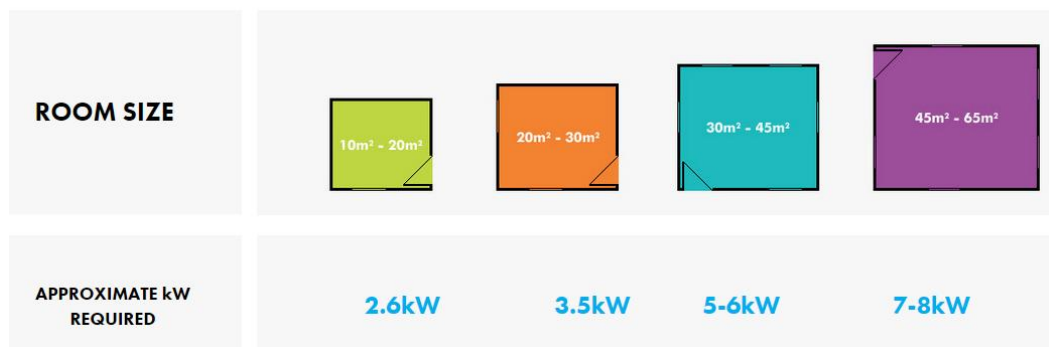 ROOM SIZE
10m² - 20m²
20m² - 30m²
30m² - 45m²
45m² - 65m²
APPROXIMATE kW
REQUIRED
2.6kW
3.5kW
5-6kW
7-8kW